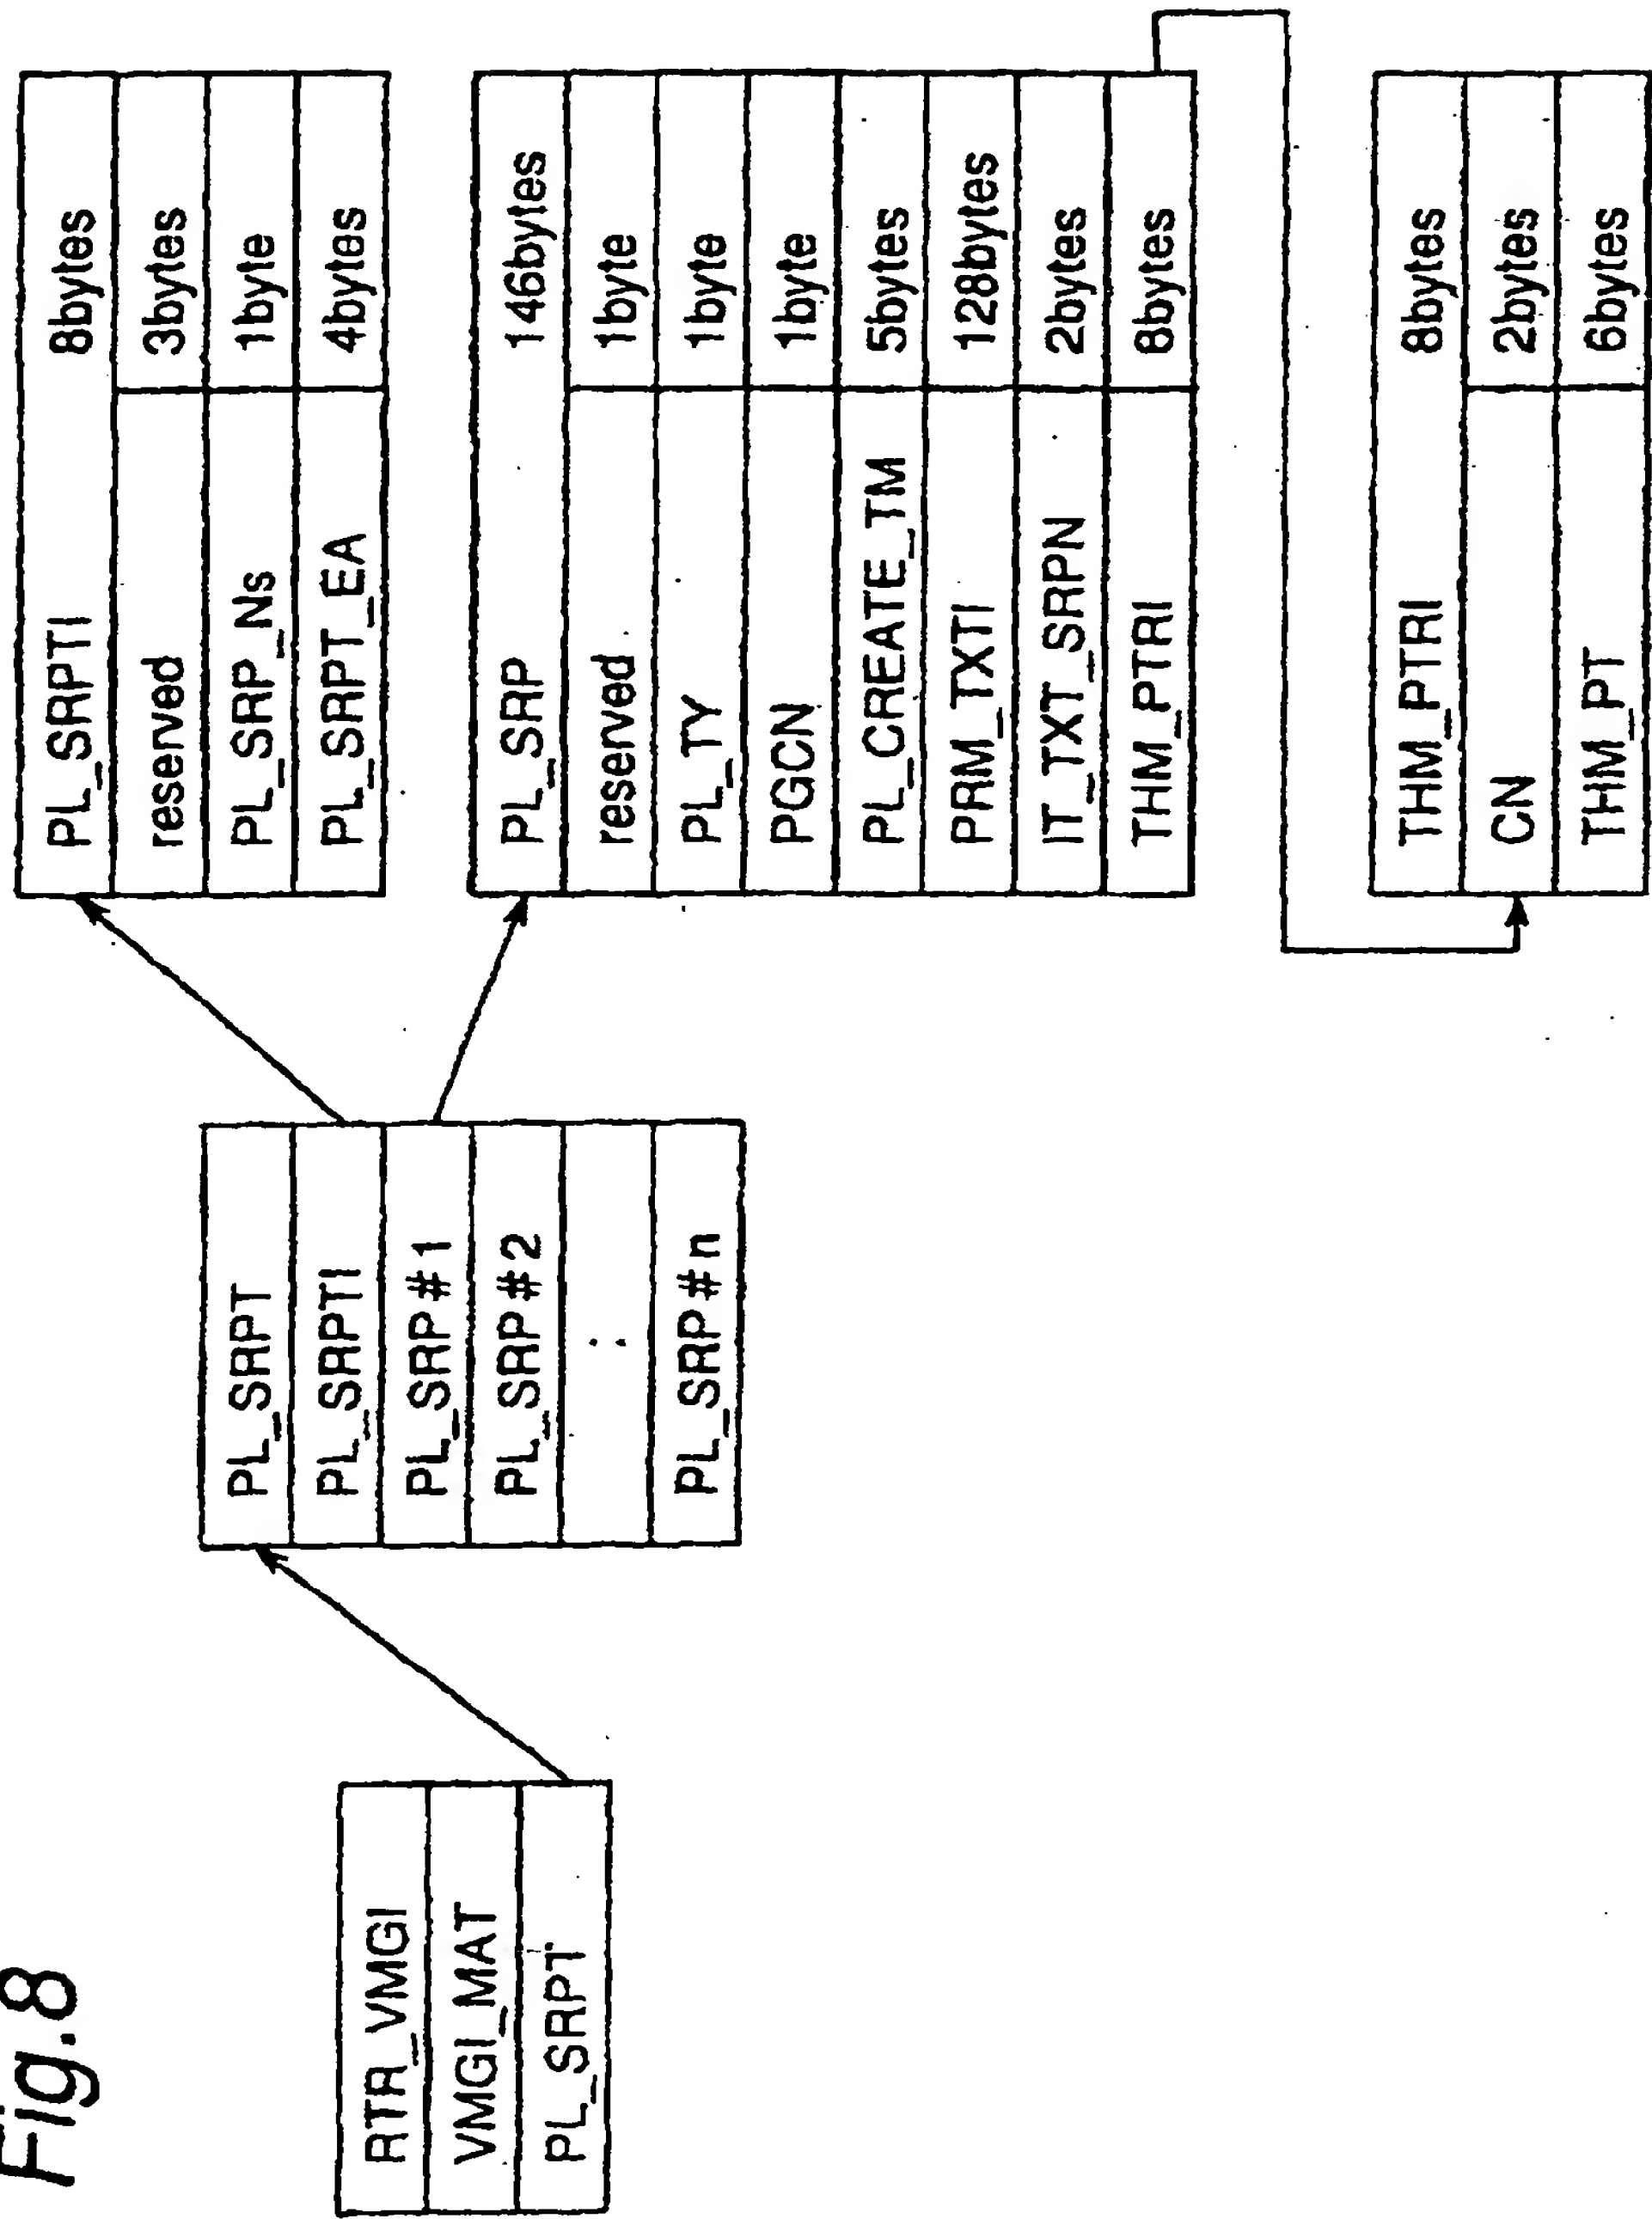 Fig.8
RTR_VMGI
VMGI_MAT
PL_SRPT
PL_SRPT
PL_SRPTI
PL_SRP#1
PL_SRP#2
:
PL_SRP#n
PL_SRPTI 8bytes
reserved 3bytes
PL_SRP_Ns 1byte
PL_SRPT_EA 4bytes
PL_SRP 146bytes
reserved 1byte
PL_TY 1byte
PGCN 1byte
PL_CREATE_TM 5bytes
PRM_TXTI 128bytes
IT_TXT_SRPN 2bytes
THM_PTRI 8bytes
THM_PTRI 8bytes
CN 2bytes
THM_PT 6bytes